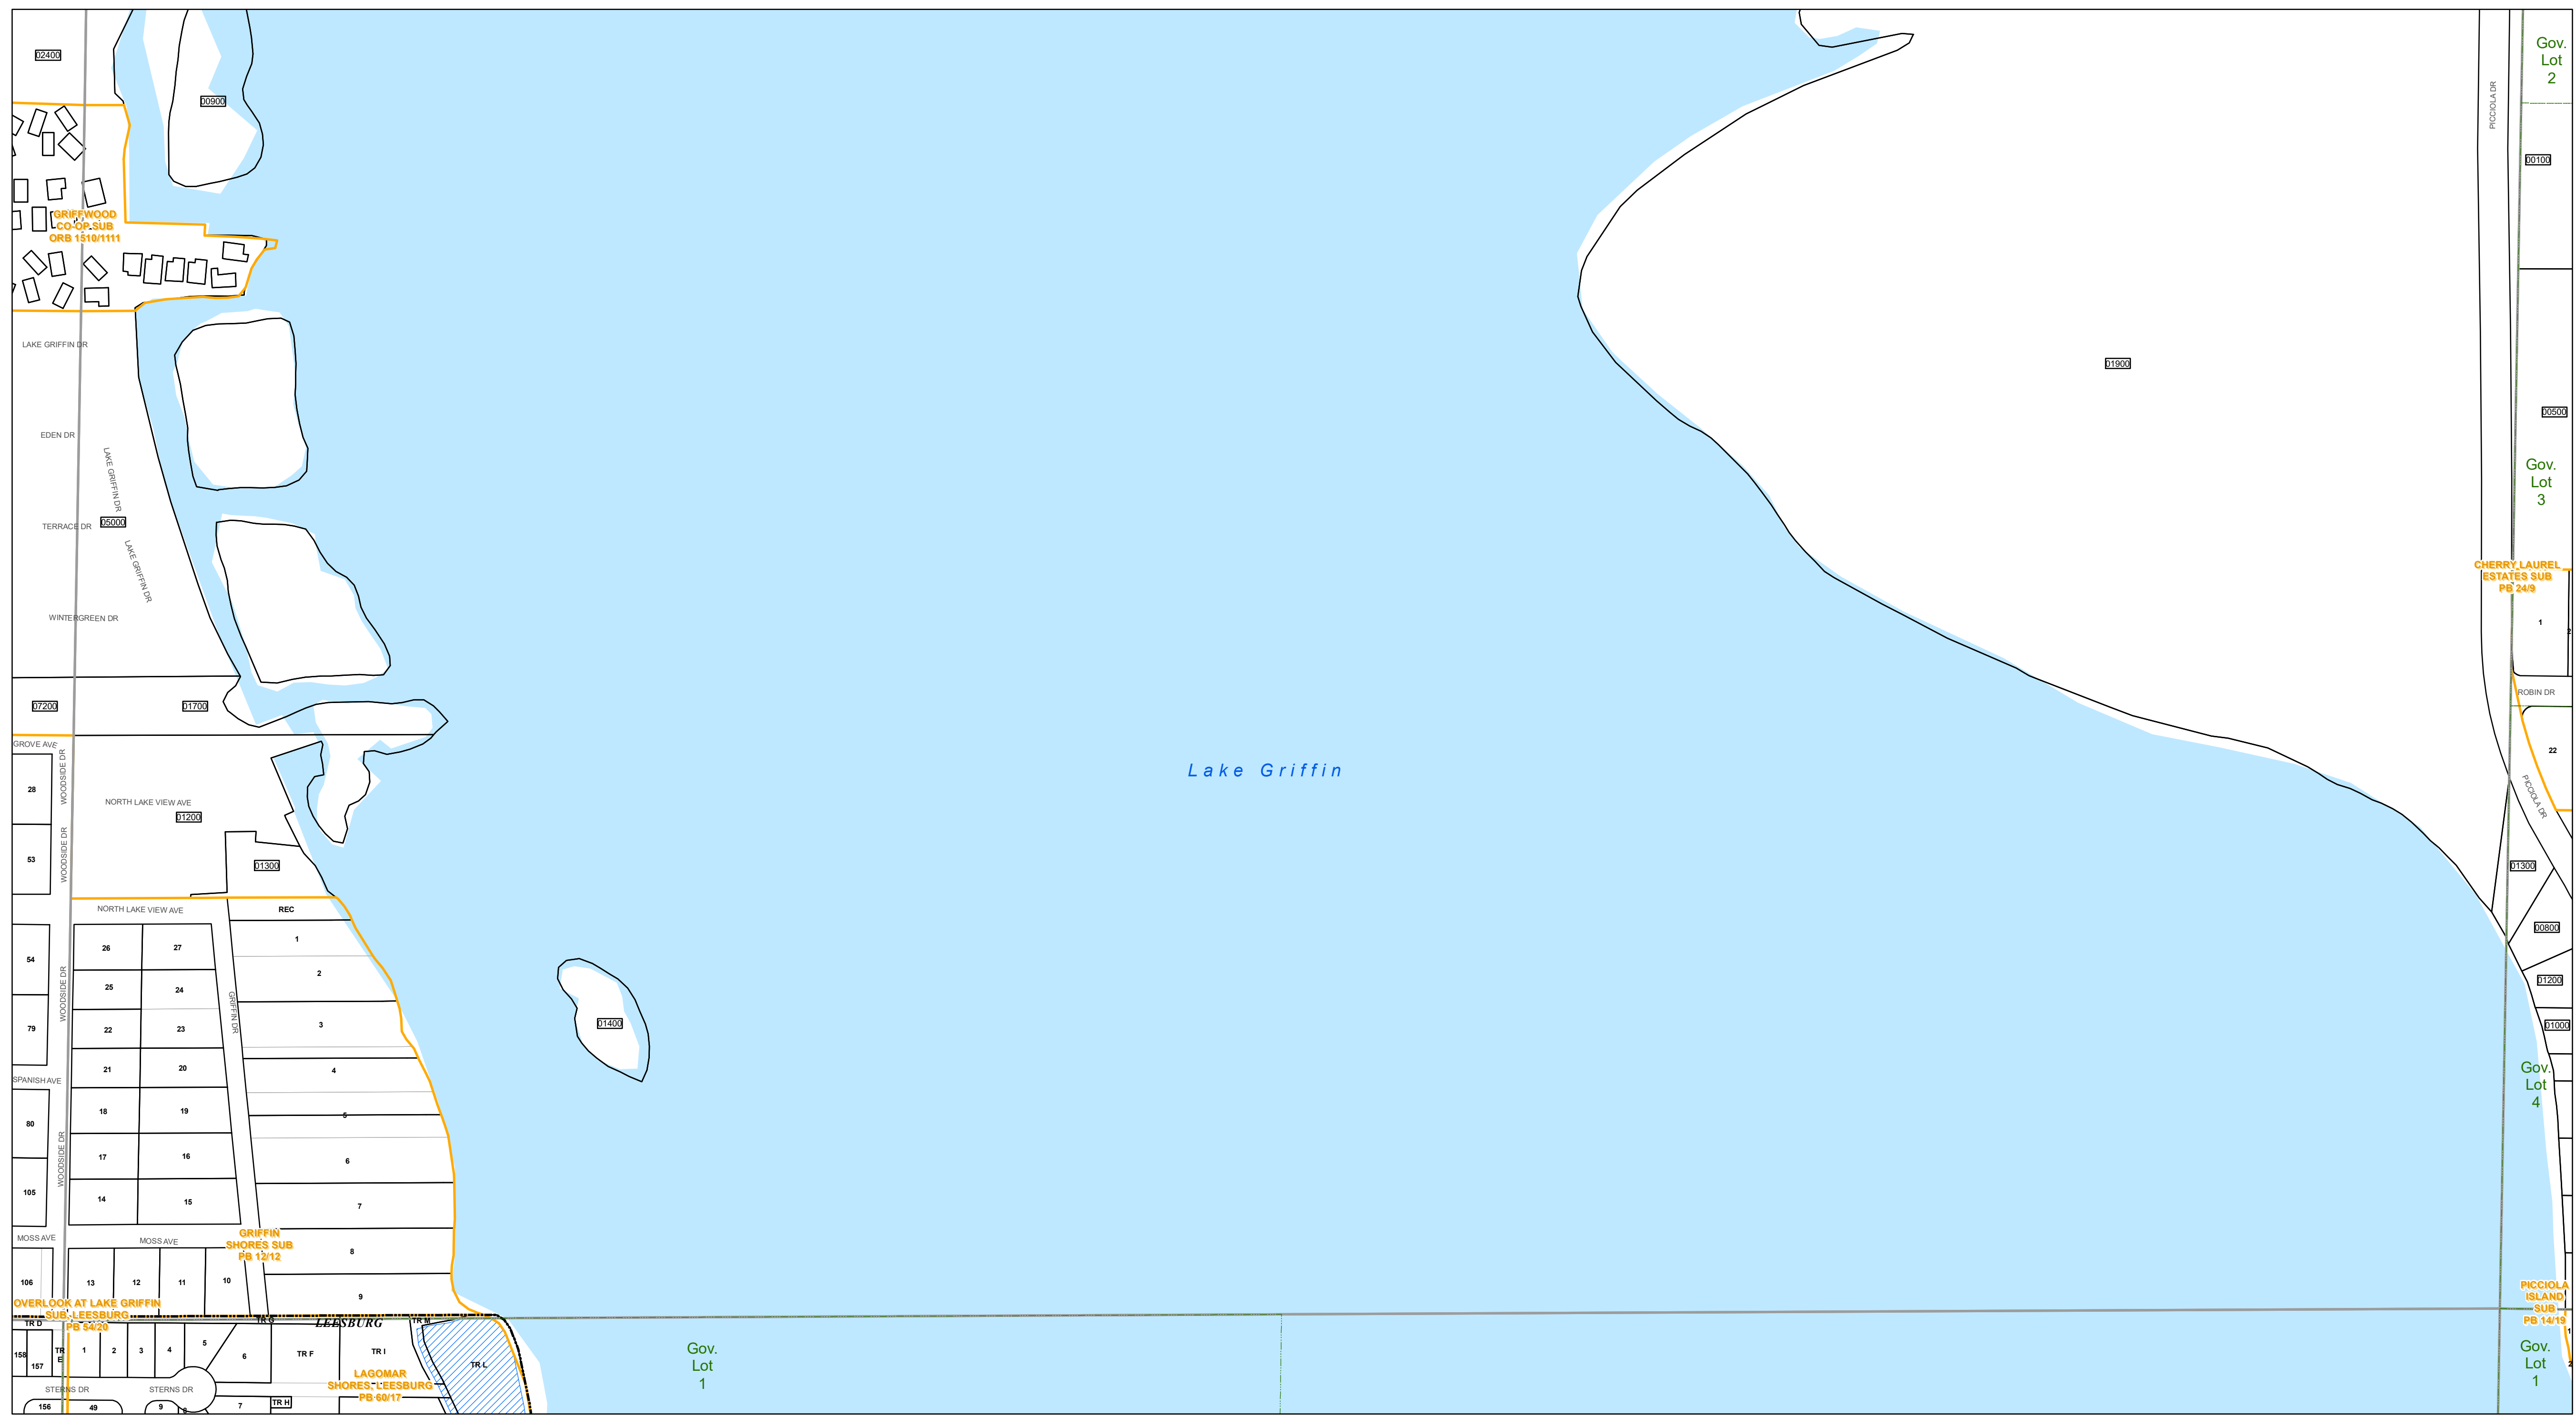 02400
00900
GRIFFWOOD
CO-OP SUB
ORB 1510/1111
LAKE GRIFFIN DR
EDEN DR
LAKE GRIFFIN DR
TERRACE DR
05000
LAKE GRIFFIN DR
WINTERGREEN DR
07200
01700
GROVE AVE
WOODSIDE DR
28
NORTH LAKE VIEW AVE
01200
WOODSIDE DR
53
01300
NORTH LAKE VIEW AVE
REC
26
27
1
54
2
25
24
WOODSIDE DR
GRIFFIN DR
79
22
23
3
21
20
4
SPANISH AVE
18
19
5
80
WOODSIDE DR
17
16
6
105
14
15
7
MOSS AVE
MOSS AVE
GRIFFIN
SHORES SUB
PB 12/12
8
106
13
12
11
10
9
OVERLOOK AT LAKE GRIFFIN
SUB, LEESBURG
PB 54/20
TR D
TR G
LEESBURG
TR M
158
157
TR
E
1
2
3
4
5
6
TR F
TR I
TR L
LAGOMAR
SHORES, LEESBURG
PB 60/17
STERNS DR
STERNS DR
156
49
9
8
7
TR H
Lake Griffin
01400
Gov.
Lot
1
PICCIOLA DR
Gov.
Lot
2
00100
01900
00500
Gov.
Lot
3
CHERRY LAUREL
ESTATES SUB
PB 24/9
1
2
ROBIN DR
22
PICCIOLA DR
01300
00800
01200
01000
Gov.
Lot
4
PICCIOLA
ISLAND
SUB
PB 14/19
1
Gov.
Lot
1
2